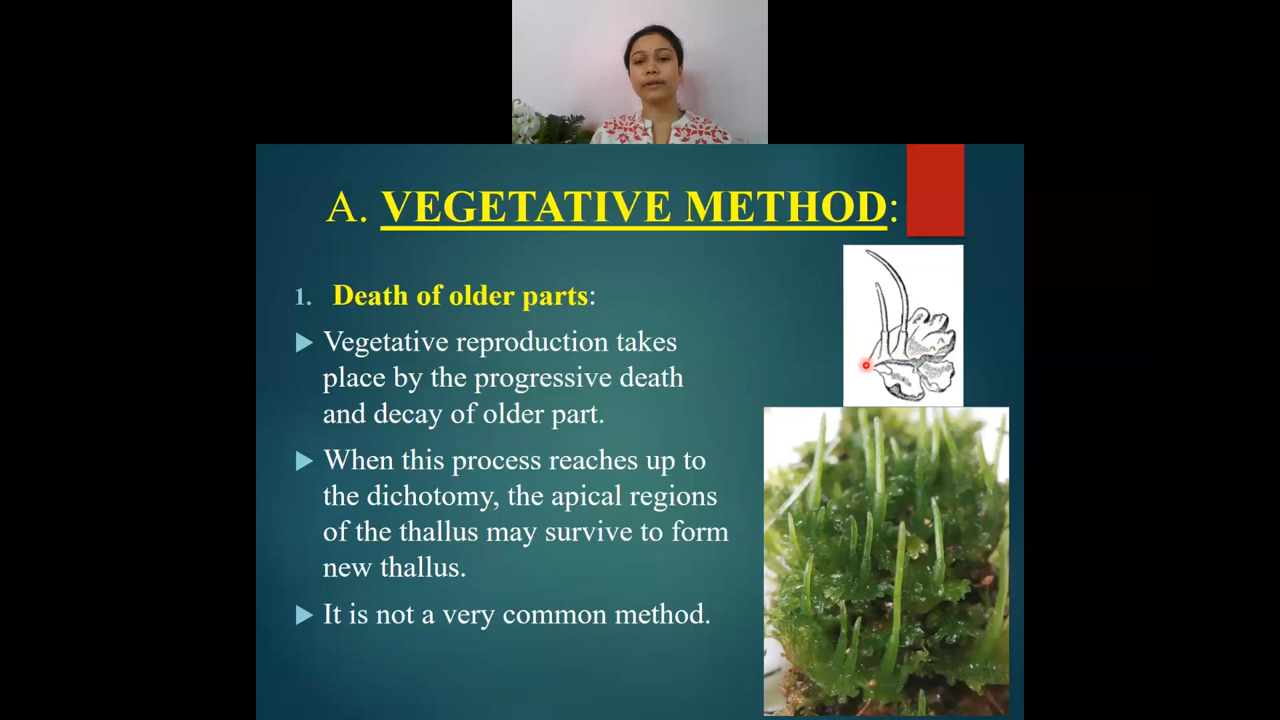 A. VEGETATIVE METHOD:
1. Death of older parts:
Vegetative reproduction takes
place by the progressive death
and decay of older part.
When this process reaches up to
the dichotomy, the apical regions
of the thallus may survive to form
new thallus.
It is not a very common method.